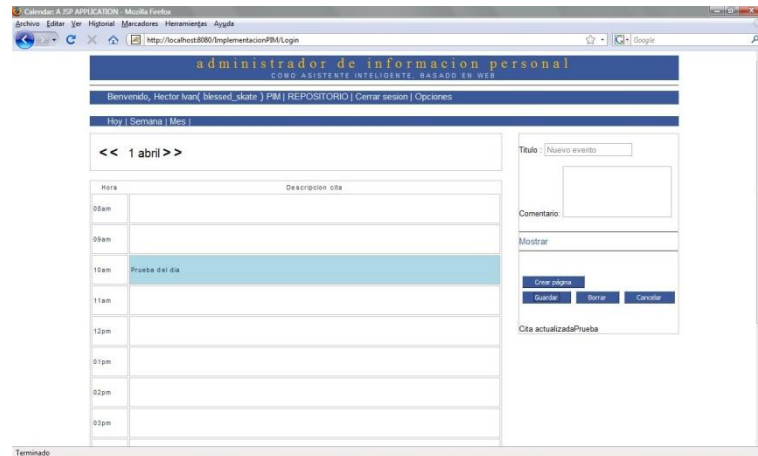 Calendar: A JSP APPLICATION - Mozilla Firefox
Archivo Editar Ver Historial Marcadores Herramientas Ayuda
http://localhost:8080/ImplementacionPIM/Login
Google
administrador de informacion personal
COMO ASISTENTE INTELIGENTE, BASADO EN WEB
Benvenido, Hector Ivan( blessed_skate ) PIM | REPOSITORIO | Cerrar sesion | Opciones
Hoy | Semana | Mes |
<< 1 abril >>
Titulo : Nuevo evento
Comentario:
Mostrar
Crear página
Guardar Borrar Cancelar
Cita actualizadaPrueba
Hora Descripcion cita
08am
09am
10am Prueba del dia
11am
12pm
01pm
02pm
03pm
Terminado